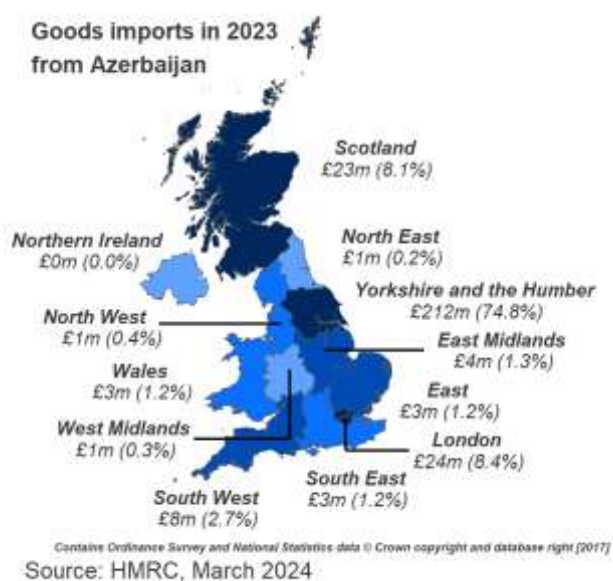 Goods imports in 2023
from Azerbaijan
Scotland
£23m (8.1%)
Northern Ireland
£0m (0.0%)
North East
£1m (0.2%)
Yorkshire and the Humber
£212m (74.8%)
North West
£1m (0.4%)
East Midlands
£4m (1.3%)
Wales
£3m (1.2%)
East
£3m (1.2%)
West Midlands
£1m (0.3%)
London
£24m (8.4%)
South East
£3m (1.2%)
South West
£8m (2.7%)
Contains Ordinance Survey and National Statistics data © Crown copyright and database right [2017]
Source: HMRC, March 2024